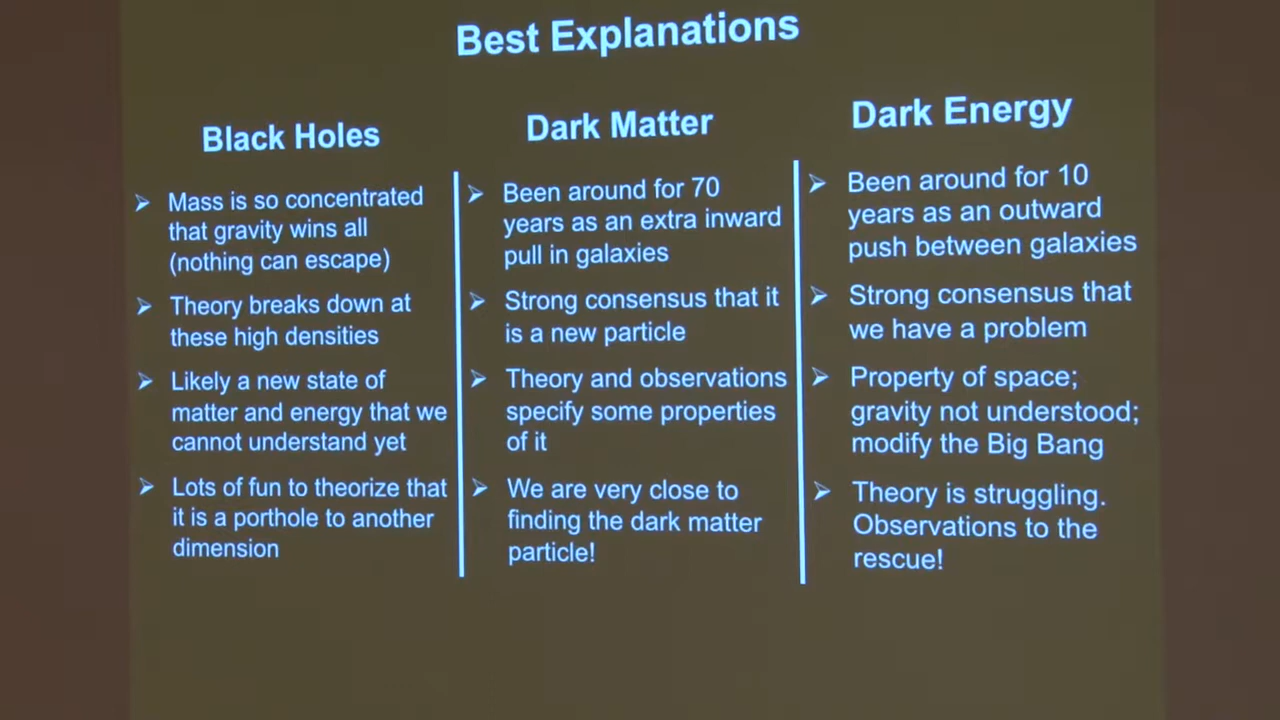 Best Explanations
Black Holes
Mass is so concentrated
that gravity wins all
(nothing can escape)
Theory breaks down at
these high densities
Likely a new state of
matter and energy that we
cannot understand yet
Lots of fun to theorize that
it is a porthole to another
dimension
Dark Matter
Been around for 70
years as an extra inward
pull in galaxies
Strong consensus that it
is a new particle
Theory and observations
specify some properties
of it
We are very close to
finding the dark matter
particle!
Dark Energy
Been around for 10
years as an outward
push between galaxies
Strong consensus that
we have a problem
Property of space;
gravity not understood;
modify the Big Bang
Theory is struggling.
Observations to the
rescue!